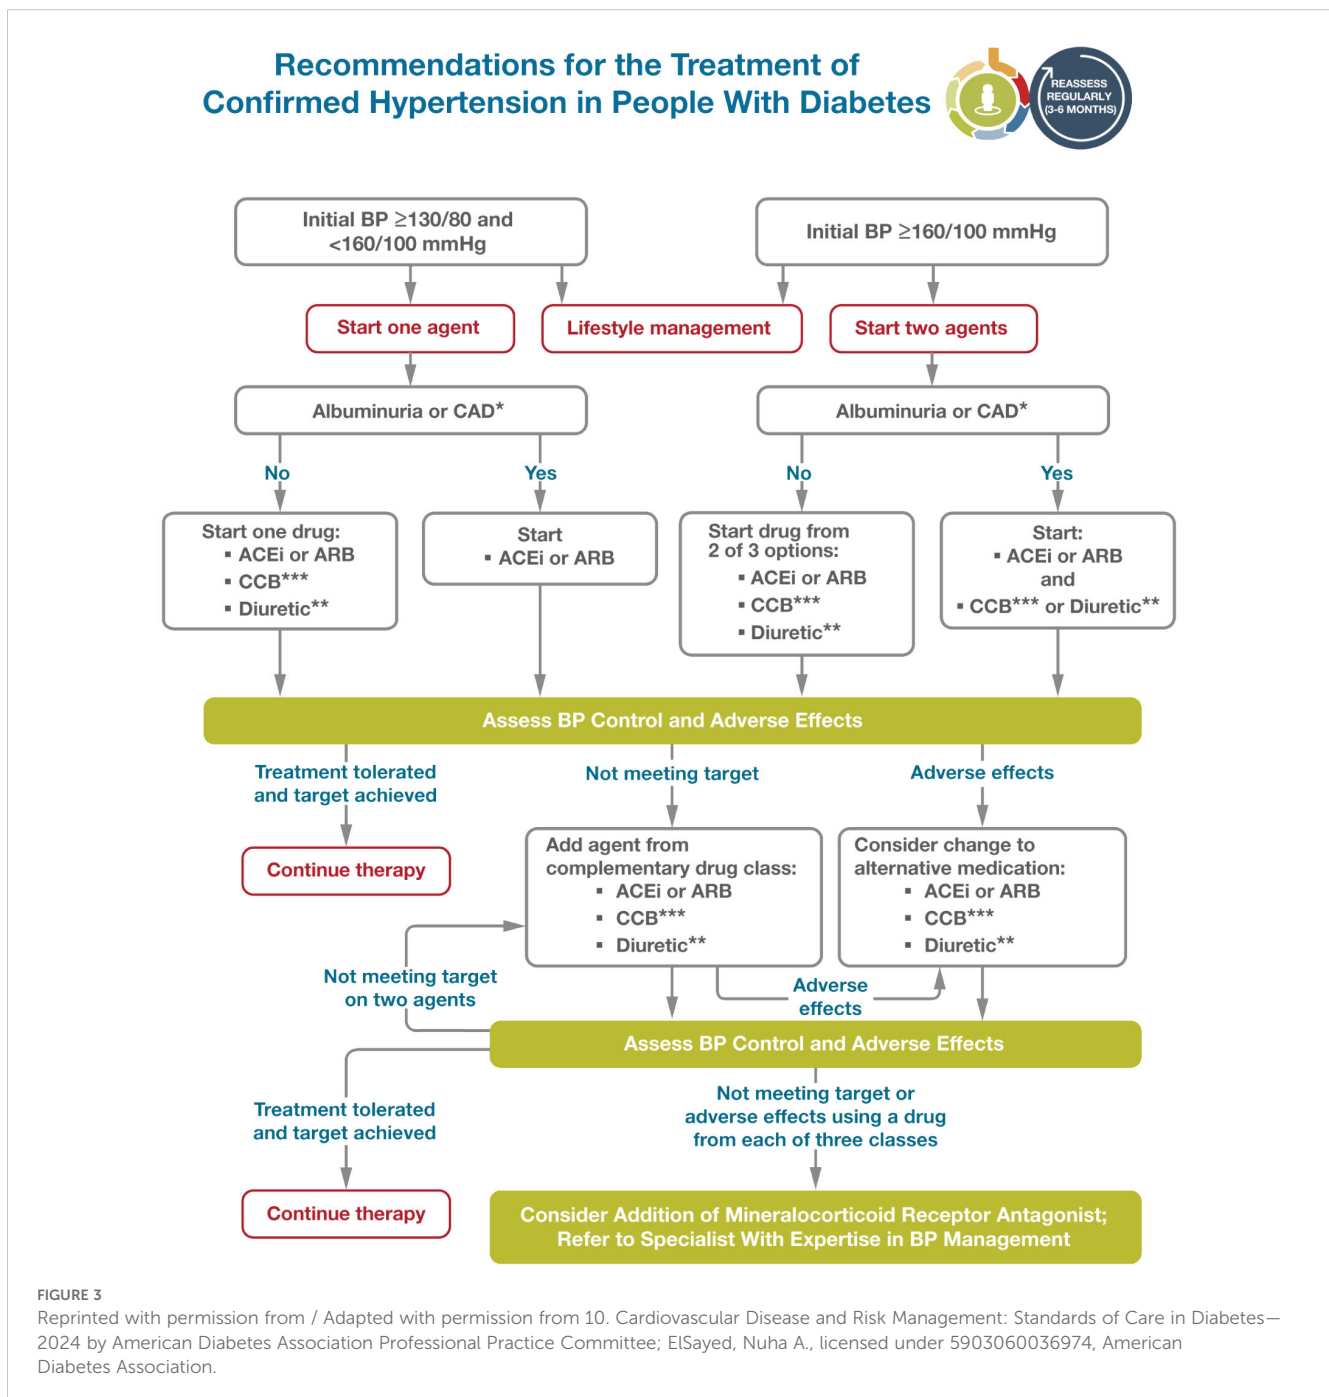 Recommendations for the Treatment of
Confirmed Hypertension in People With Diabetes
REASSESS
REGULARLY
(3-6 MONTHS)
Initial BP ≥130/80 and
<160/100 mmHg
Initial BP ≥160/100 mmHg
Start one agent
Lifestyle management
Start two agents
Albuminuria or CAD*
Albuminuria or CAD*
No
Yes
No
Yes
Start one drug:
▪ ACEi or ARB
▪ CCB***
▪ Diuretic**
Start
▪ ACEi or ARB
Start drug from
2 of 3 options:
▪ ACEi or ARB
▪ CCB***
▪ Diuretic**
Start:
▪ ACEi or ARB
and
▪ CCB*** or Diuretic**
Assess BP Control and Adverse Effects
Treatment tolerated
and target achieved
Not meeting target
Adverse effects
Continue therapy
Add agent from
complementary drug class:
▪ ACEi or ARB
▪ CCB***
▪ Diuretic**
Consider change to
alternative medication:
▪ ACEi or ARB
▪ CCB***
▪ Diuretic**
Not meeting target
on two agents
Adverse
effects
Assess BP Control and Adverse Effects
Treatment tolerated
and target achieved
Not meeting target or
adverse effects using a drug
from each of three classes
Continue therapy
Consider Addition of Mineralocorticoid Receptor Antagonist;
Refer to Specialist With Expertise in BP Management
FIGURE 3
Reprinted with permission from / Adapted with permission from 10. Cardiovascular Disease and Risk Management: Standards of Care in Diabetes—
2024 by American Diabetes Association Professional Practice Committee; ElSayed, Nuha A., licensed under 5903060036974, American
Diabetes Association.